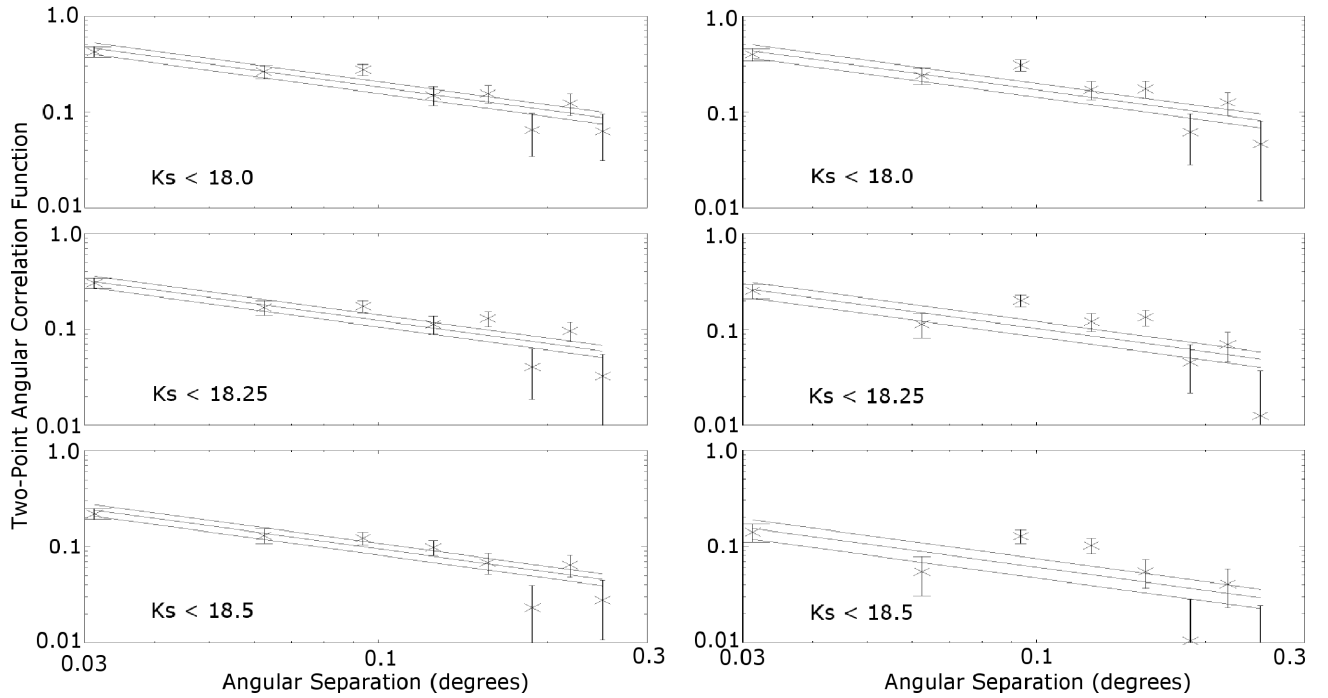 Two-Point Angular Correlation Function
1.0
0.1
0.01
Ks < 18.0
1.0
0.1
0.01
Ks < 18.25
1.0
0.1
0.01
Ks < 18.5
0.03 0.1 0.3
Angular Separation (degrees)
1.0
0.1
0.01
Ks < 18.0
1.0
0.1
0.01
Ks < 18.25
1.0
0.1
0.01
Ks < 18.5
0.03 0.1 0.3
Angular Separation (degrees)